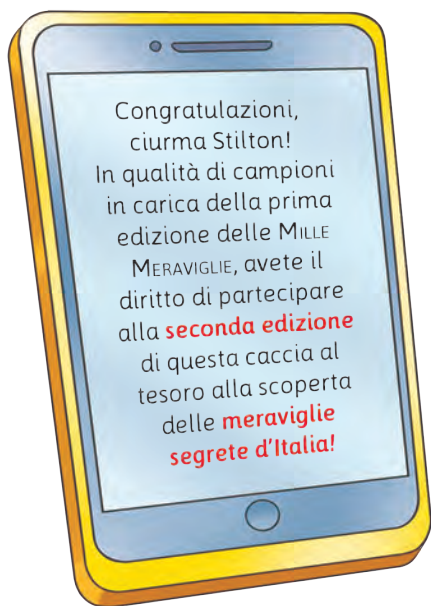 Congratulazioni,
ciurma Stilton!
In qualità di campioni
in carica della prima
edizione delle MILLE
MERAVIGLIE, avete il
diritto di partecipare
alla seconda edizione
di questa caccia al
tesoro alla scoperta
delle meraviglie
segrete d'Italia!